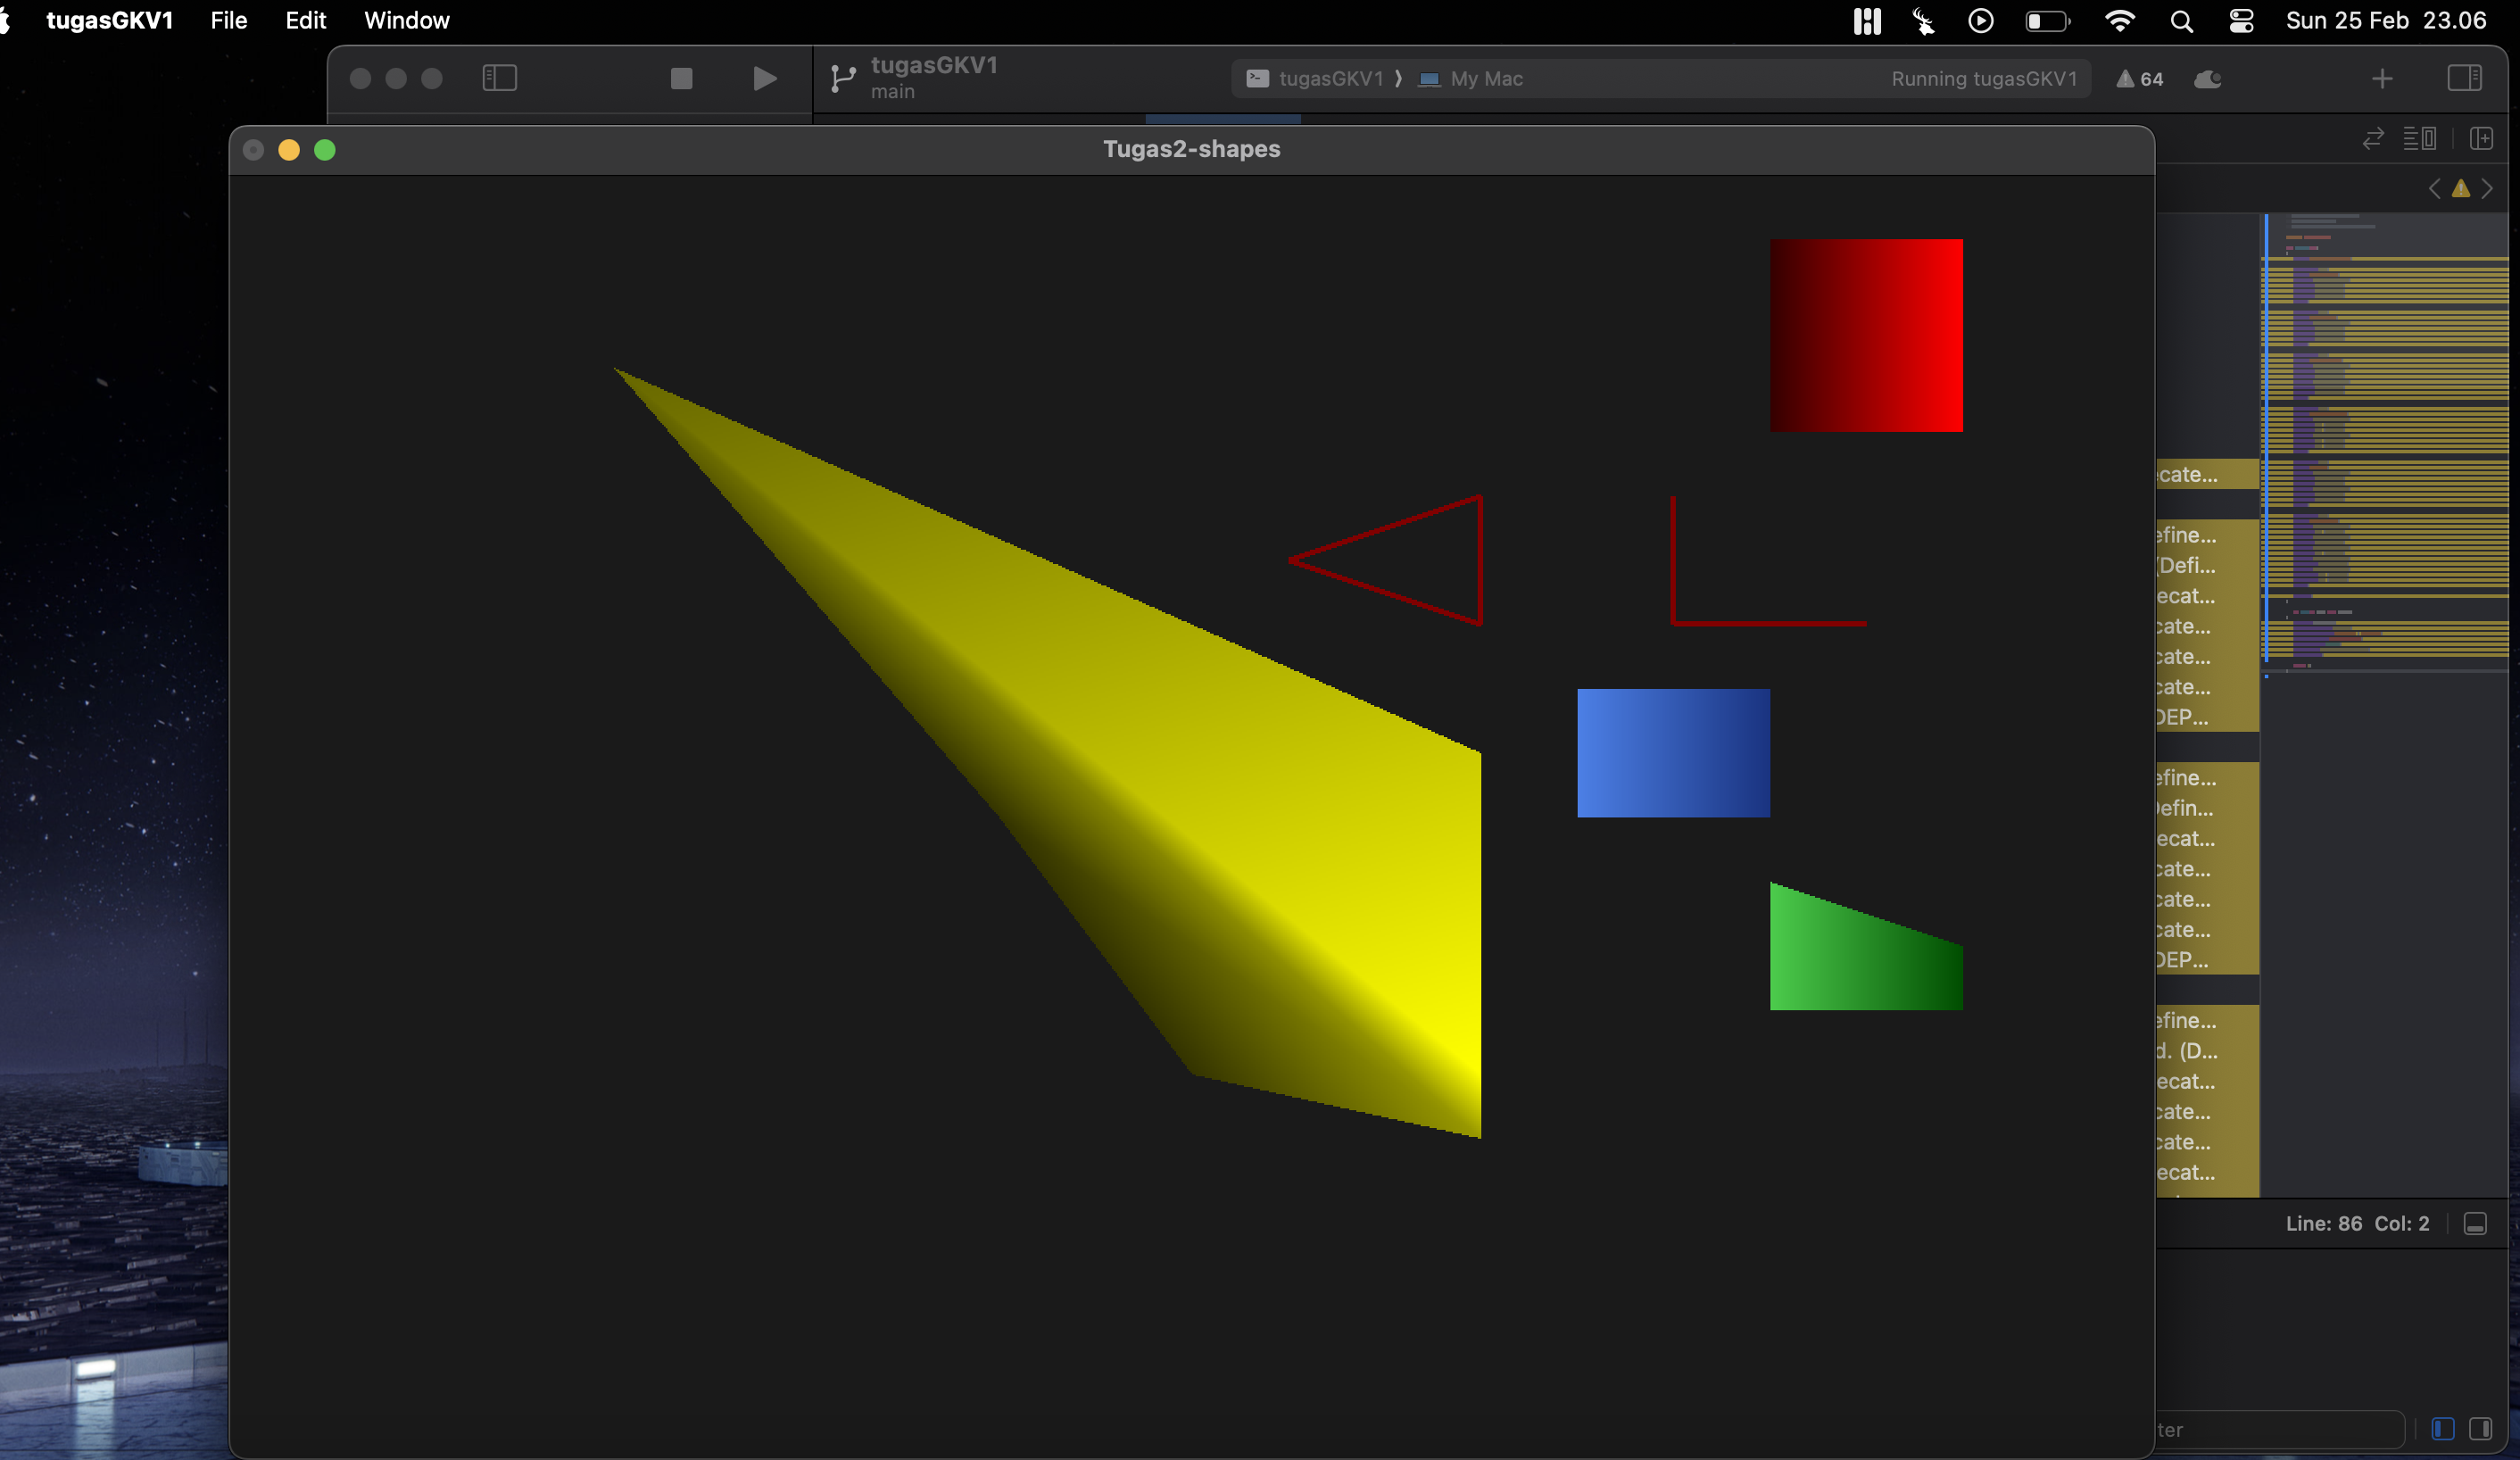 tugasGKV1 File Edit Window Sun 25 Feb 23.06
tugasGKV1
main
tugasGKV1 My Mac Running tugasGKV1 64
Tugas2-shapes
cate...
efine...
(Defi...
ecat...
cate...
cate...
cate...
DEP...
efine...
Defin...
ecat...
cate...
cate...
cate...
DEP...
efine...
d. (D...
ecat...
cate...
cate...
ecat...
Line: 86 Col: 2
ter